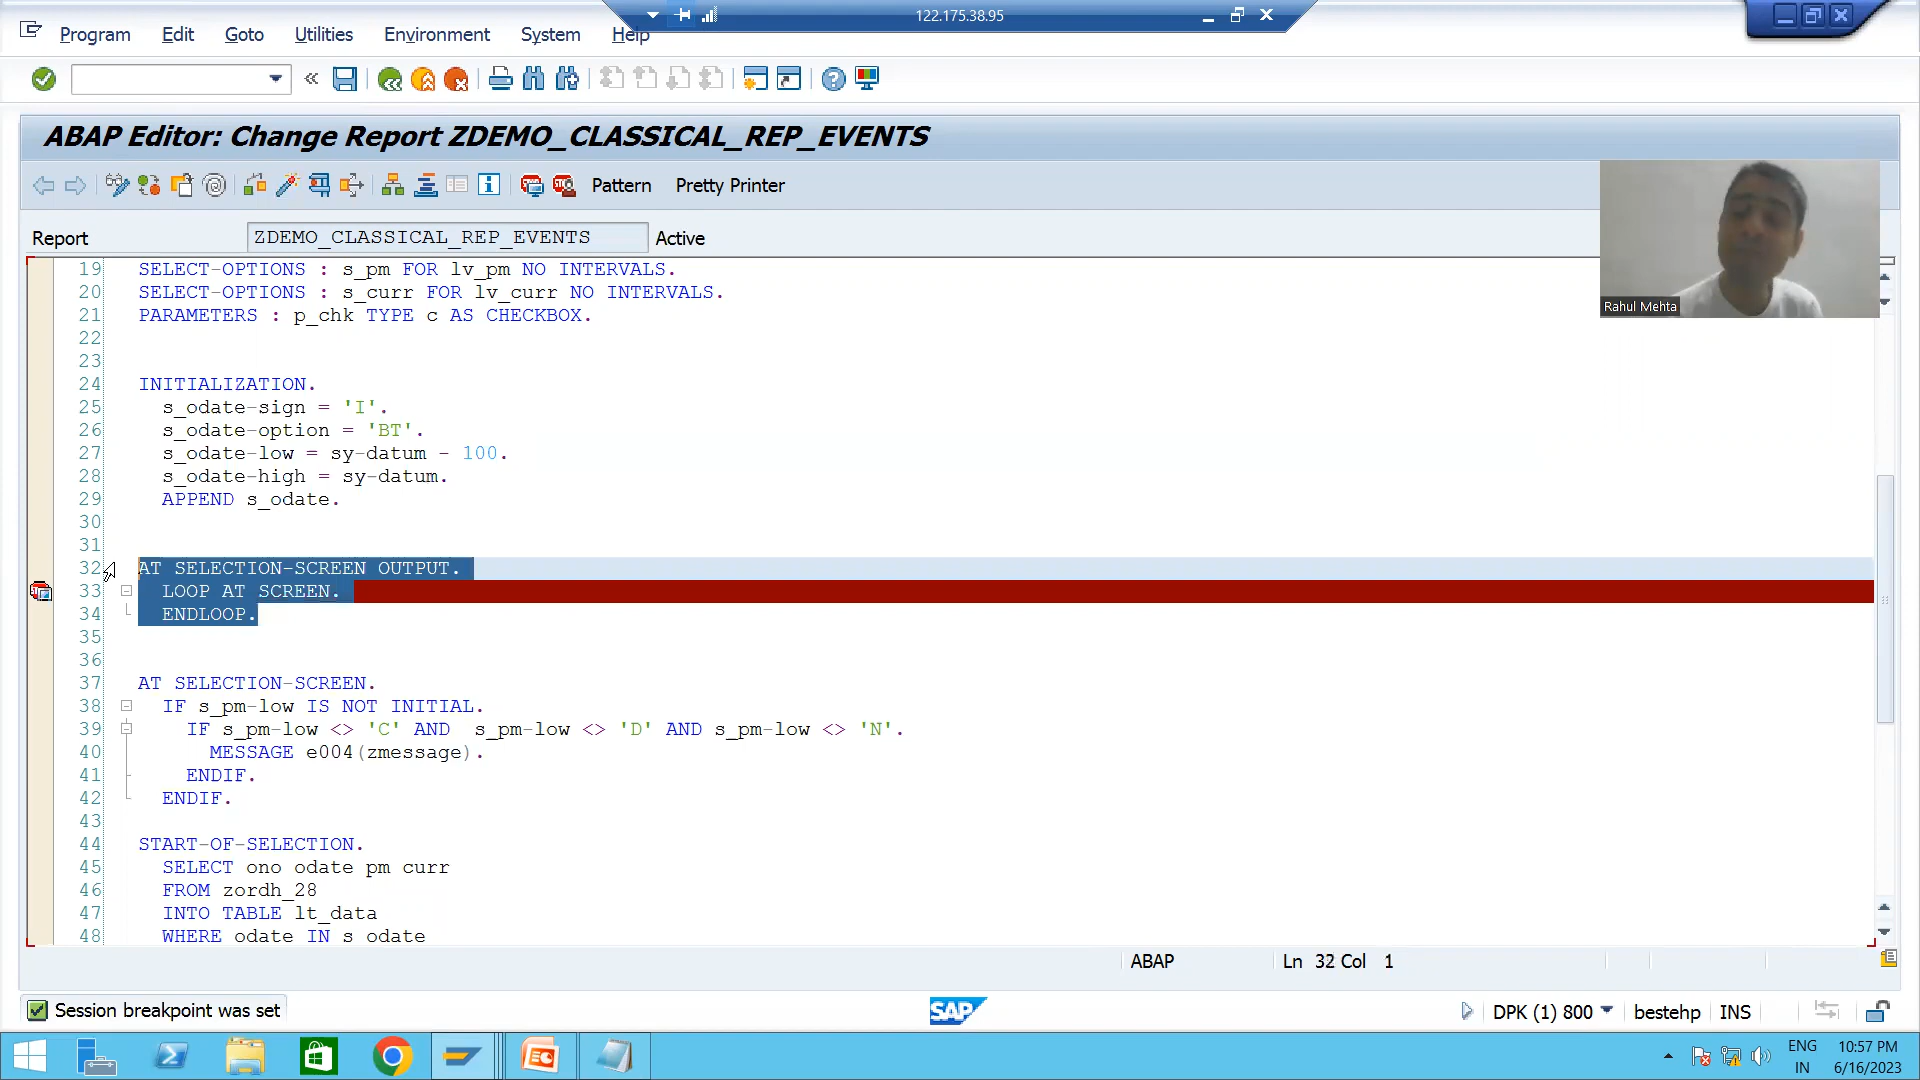 122.175.38.95
Program Edit Goto Utilities Environment System Help
ABAP Editor: Change Report ZDEMO_CLASSICAL_REP_EVENTS
Pattern Pretty Printer
Report ZDEMO_CLASSICAL_REP_EVENTS Active
Rahul Mehta
19 SELECT-OPTIONS : s_pm FOR lv_pm NO INTERVALS.
20 SELECT-OPTIONS : s_curr FOR lv_curr NO INTERVALS.
21 PARAMETERS : p_chk TYPE c AS CHECKBOX.
22
23
24 INITIALIZATION.
25 s_odate-sign = 'I'.
26 s_odate-option = 'BT'.
27 s_odate-low = sy-datum - 100.
28 s_odate-high = sy-datum.
29 APPEND s_odate.
30
31
32 AT SELECTION-SCREEN OUTPUT.
33 LOOP AT SCREEN.
34 ENDLOOP.
35
36
37 AT SELECTION-SCREEN.
38 IF s_pm-low IS NOT INITIAL.
39 IF s_pm-low <> 'C' AND s_pm-low <> 'D' AND s_pm-low <> 'N'.
40 MESSAGE e004(zmessage).
41 ENDIF.
42 ENDIF.
43
44 START-OF-SELECTION.
45 SELECT ono odate pm curr
46 FROM zordh_28
47 INTO TABLE lt_data
48 WHERE odate IN s_odate
ABAP Ln 32 Col 1
Session breakpoint was set
SAP
DPK (1) 800 bestehp INS
ENG 10:57 PM
IN 6/16/2023